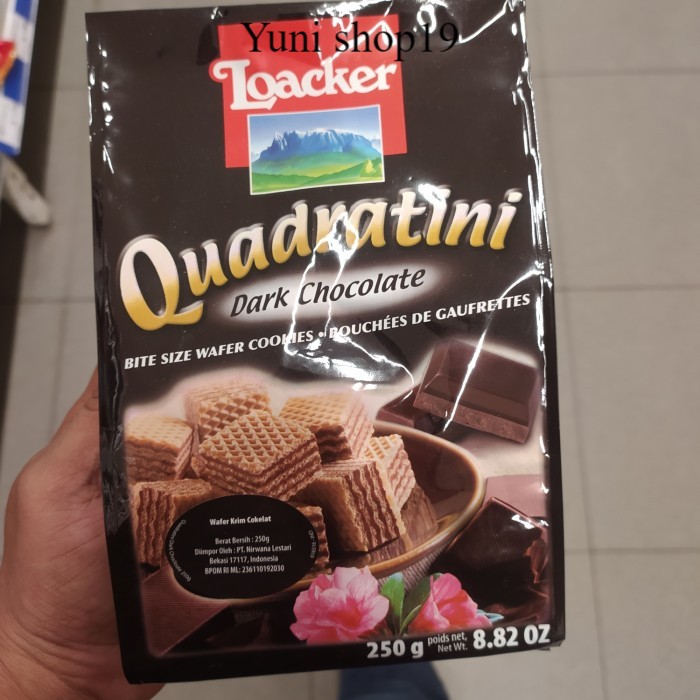 Yuni shop19
Loacker
Quadratini
Dark Chocolate
BITE SIZE WAFER COOKIES • BOUCHÉES DE GAUFRETTES
Wafer Krim Cokelat
Berat Bersih : 250g
Diimpor Oleh : PT. Nirwana Lestari
Bekasi 17117, Indonesia
BPOM RI ML: 236110192030
250 g poids net, Net Wt. 8.82 OZ